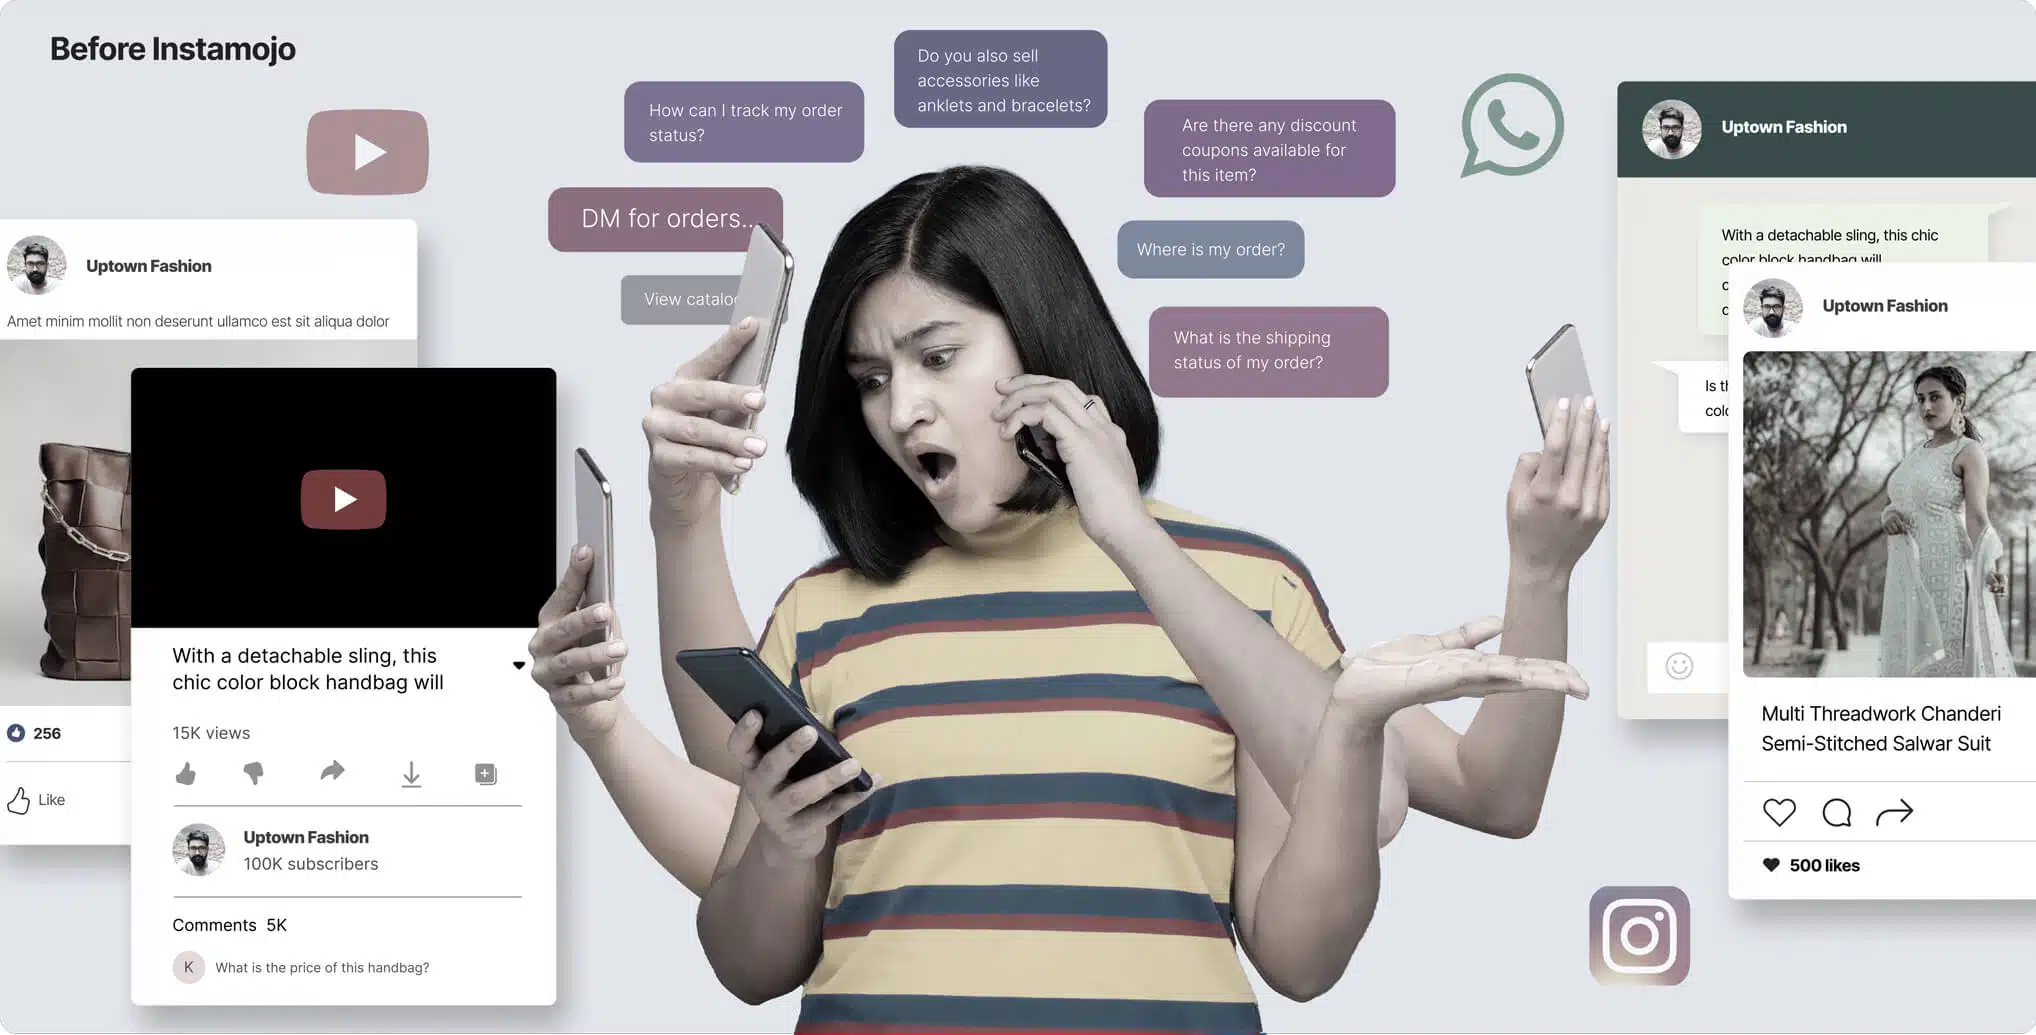 Before Instamojo
Do you also sell
accessories like
anklets and bracelets?
How can I track my order
status?
Are there any discount
coupons available for
this item?
DM for orders..
Where is my order?
View catalo
What is the shipping
status of my order?
Uptown Fashion
Amet minim mollit non deserunt ullamco est sit aliqua dolor
256
Like
With a detachable sling, this
chic color block handbag will
15K views
Uptown Fashion
100K subscribers
Comments 5K
K
What is the price of this handbag?
Uptown Fashion
With a detachable sling, this chic
color block handbag will
c
c
Is th
colo
Uptown Fashion
Multi Threadwork Chanderi
Semi-Stitched Salwar Suit
500 likes